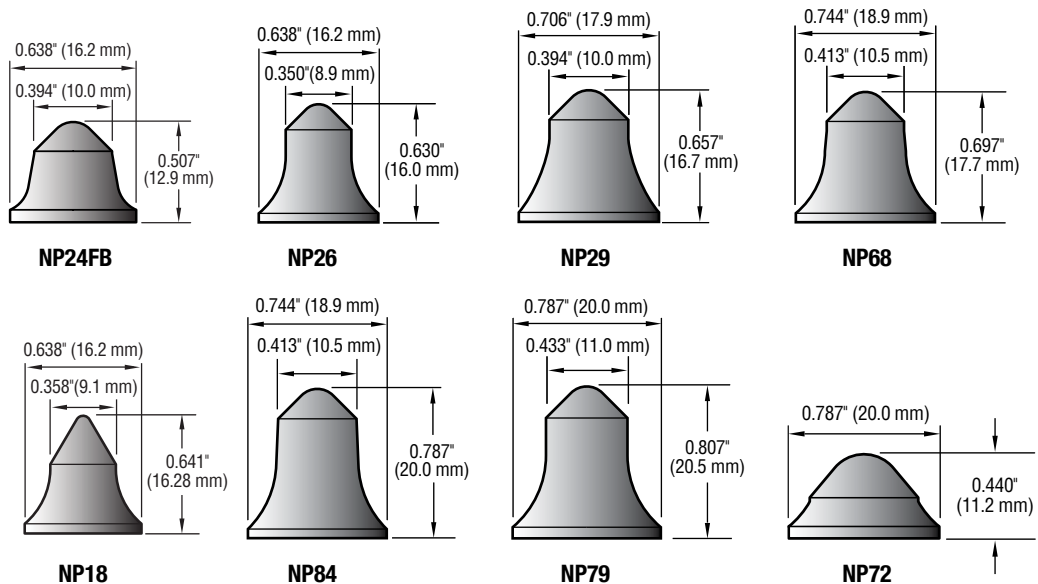 0.638" (16.2 mm)
0.394" (10.0 mm)
0.507"
(12.9 mm)
NP24FB
0.638" (16.2 mm)
0.350"(8.9 mm)
0.630"
(16.0 mm)
NP26
0.706" (17.9 mm)
0.394" (10.0 mm)
0.657"
(16.7 mm)
NP29
0.744" (18.9 mm)
0.413" (10.5 mm)
0.697"
(17.7 mm)
NP68
0.638" (16.2 mm)
0.358"(9.1 mm)
0.641"
(16.28 mm)
NP18
0.744" (18.9 mm)
0.413" (10.5 mm)
0.787"
(20.0 mm)
NP84
0.787" (20.0 mm)
0.433" (11.0 mm)
0.807"
(20.5 mm)
NP79
0.787" (20.0 mm)
0.440"
(11.2 mm)
NP72